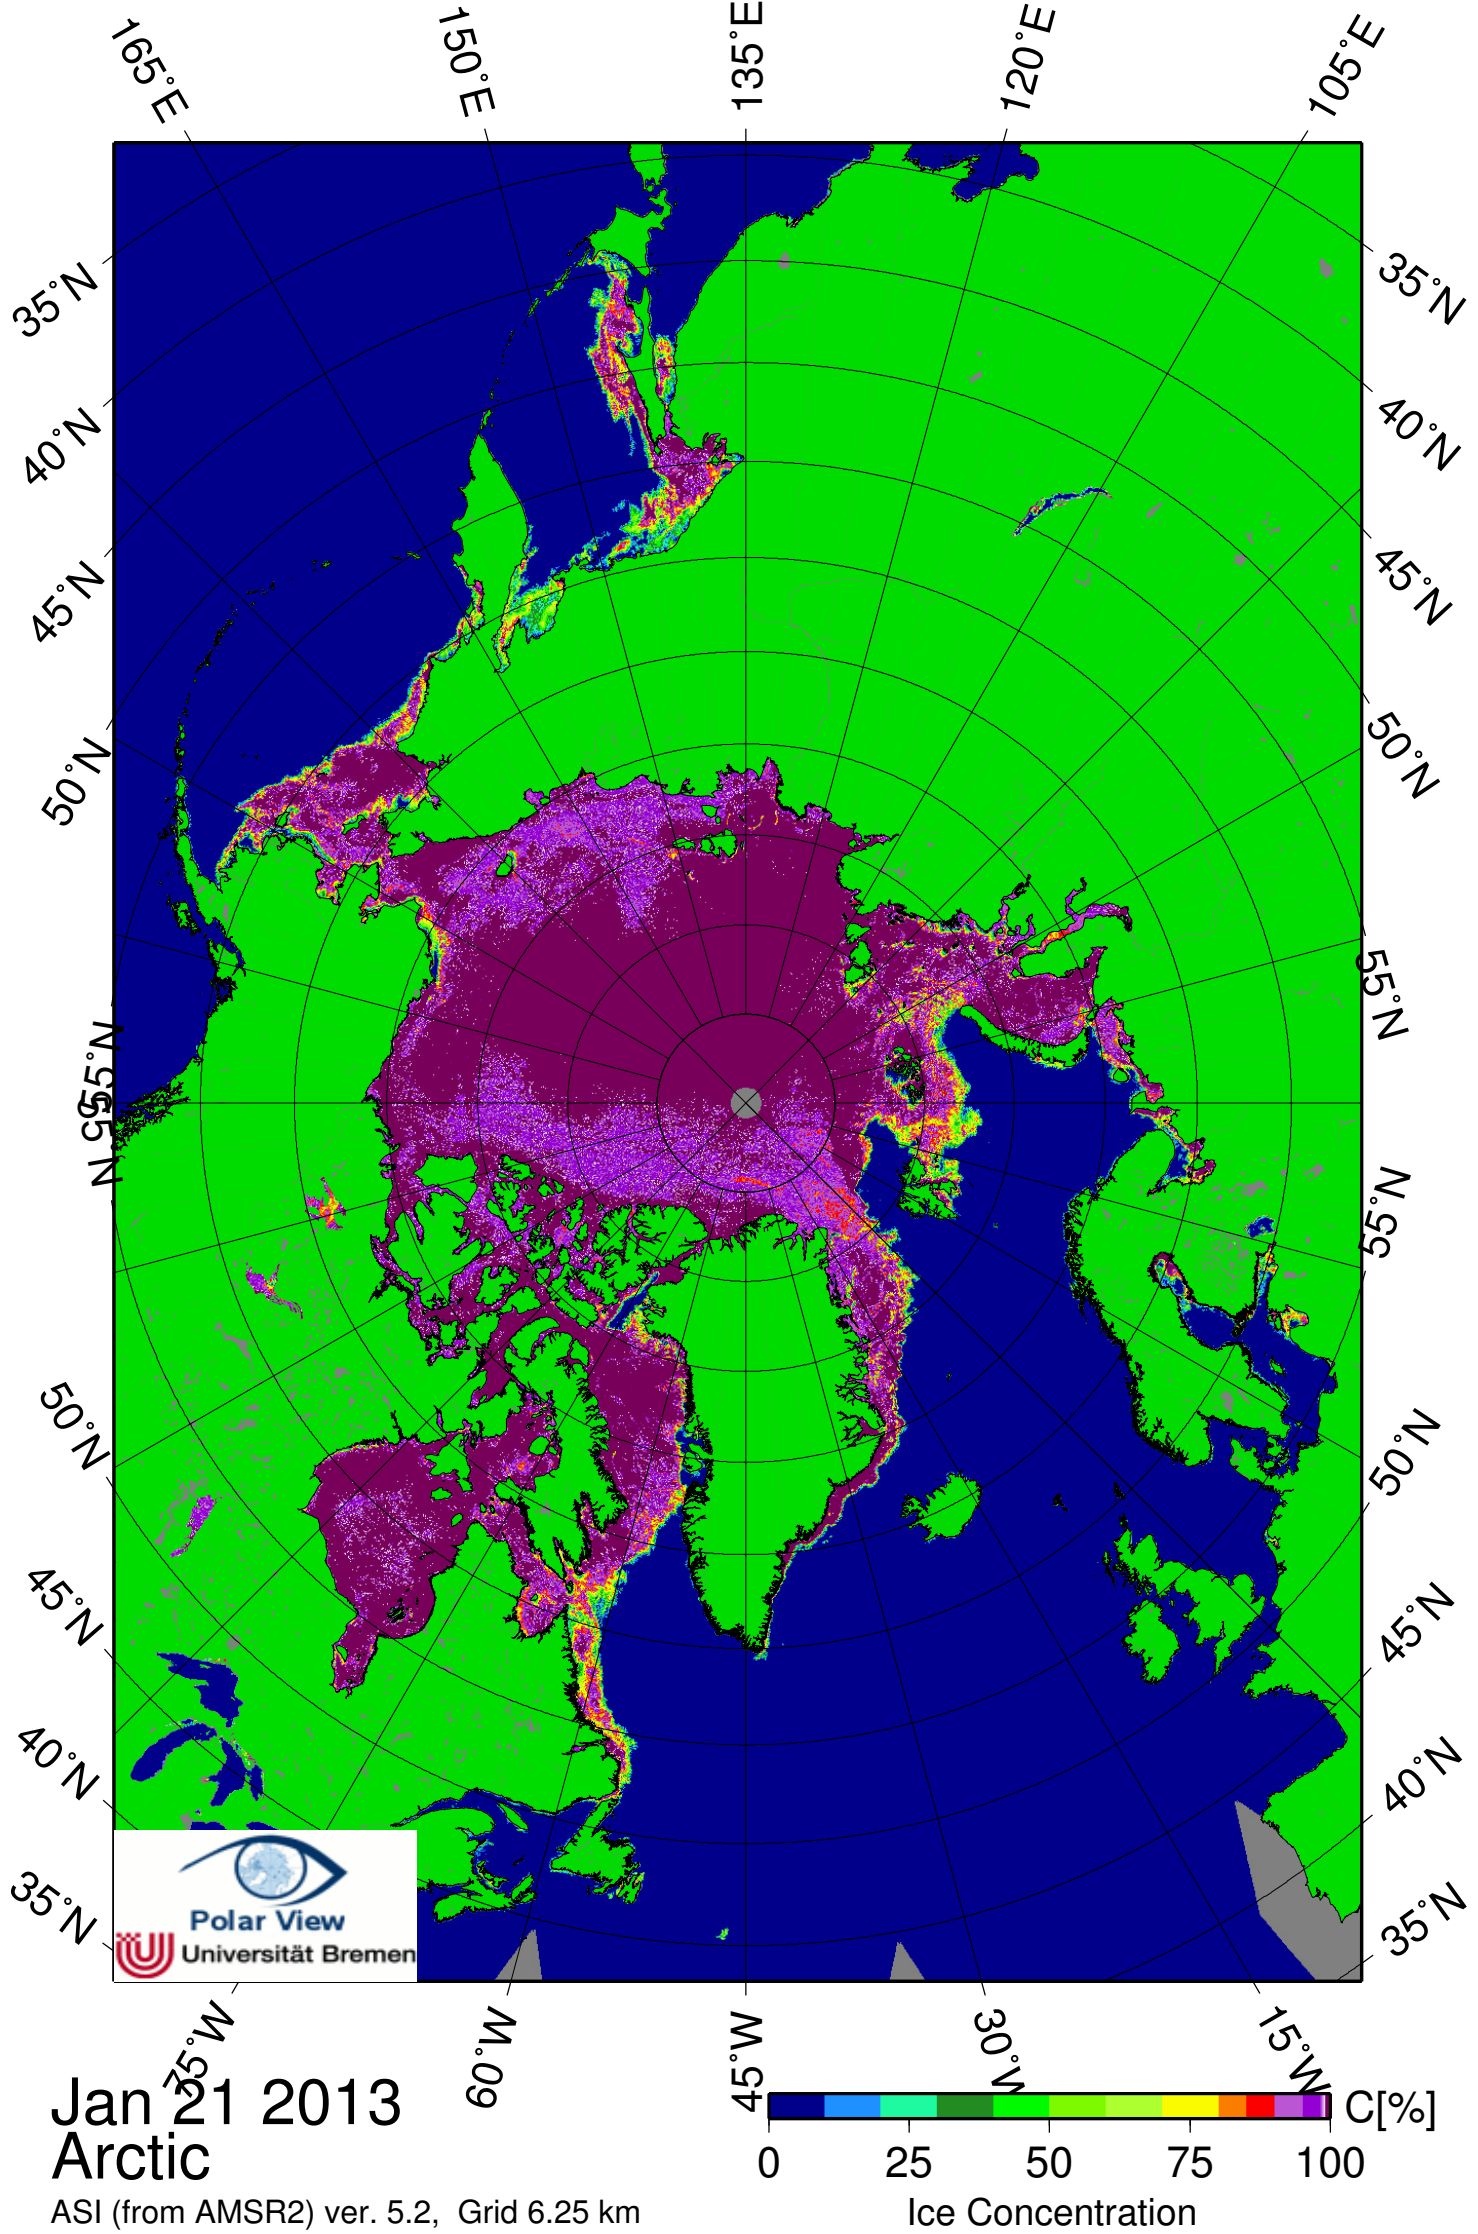 165°E 150°E 135°E 120°E 105°E
35°N 35°N
40°N 40°N
45°N 45°N
50°N 50°N
55°N 55°N
55°N 55°N
50°N 50°N
45°N 45°N
40°N 40°N
35°N 35°N
Polar View
Universität Bremen
75°W 60°W 45°W 30°W 15°W
Jan 21 2013
Arctic
ASI (from AMSR2) ver. 5.2, Grid 6.25 km
C[%]
0 25 50 75 100
Ice Concentration